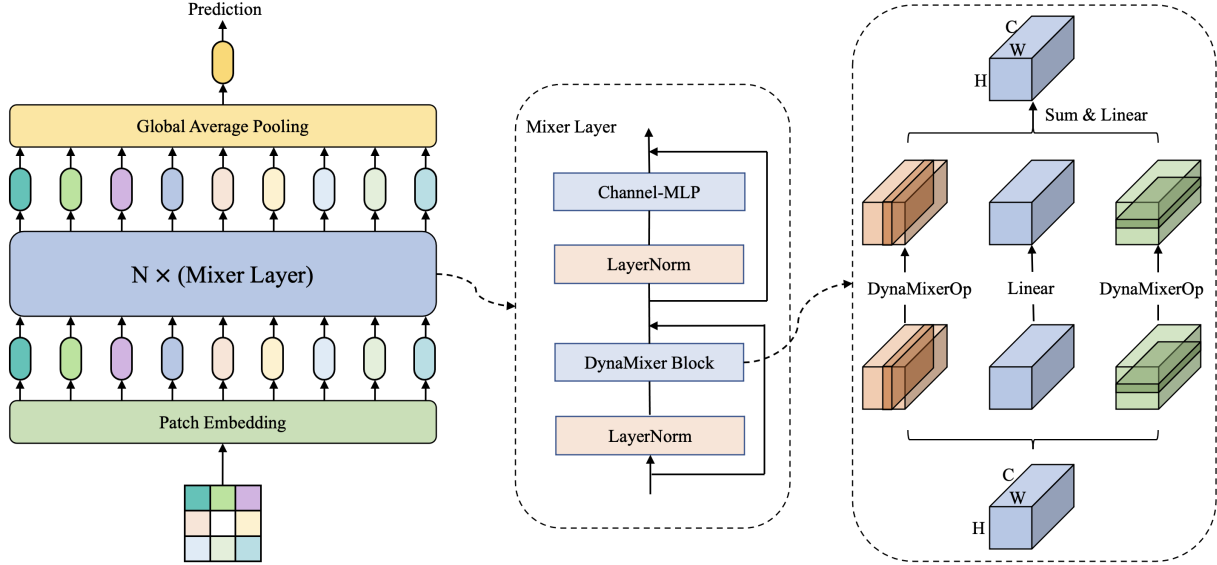 Prediction
Global Average Pooling
N × (Mixer Layer)
Patch Embedding
Mixer Layer
Channel-MLP
LayerNorm
DynaMixer Block
LayerNorm
C
W
H
Sum & Linear
DynaMixerOp
Linear
DynaMixerOp
C
W
H